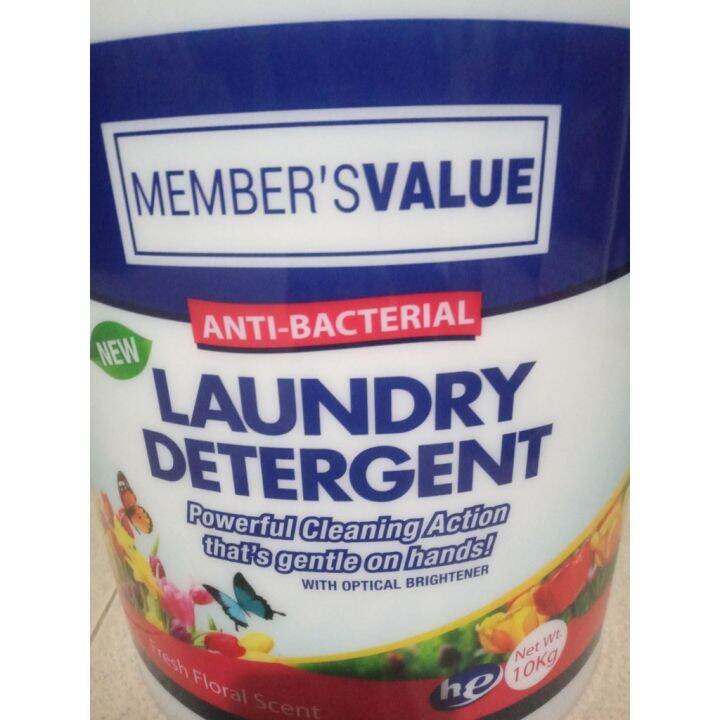 MEMBER'SVALUE
ANTI-BACTERIAL
NEW
LAUNDRY
DETERGENT
Powerful Cleaning Action
that's gentle on hands!
WITH OPTICAL BRIGHTENER
Fresh Floral Scent
he
Net Wt.
10Kg